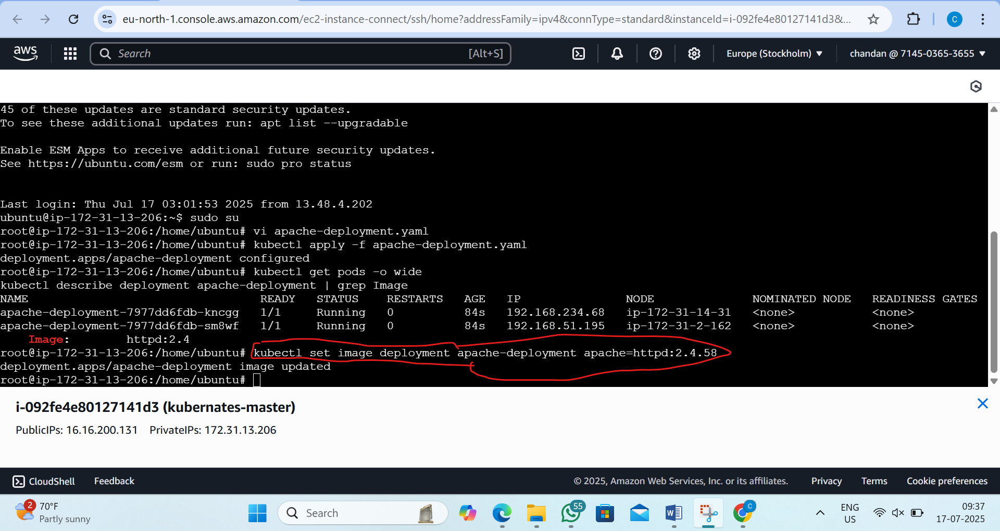 eu-north-1.console.aws.amazon.com/ec2-instance-connect/ssh/home?addressFamily=ipv4&connType=standard&instanceId=i-092fe4e80127141d3&...
C
aws
Search
[Alt+S]
Europe (Stockholm)
chandan @ 7145-0365-3655
45 of these updates are standard security updates.
To see these additional updates run: apt list --upgradable
Enable ESM Apps to receive additional future security updates.
See https://ubuntu.com/esm or run: sudo pro status
Last login: Thu Jul 17 03:01:53 2025 from 13.48.4.202
ubuntu@ip-172-31-13-206:~$ sudo su
root@ip-172-31-13-206:/home/ubuntu# vi apache-deployment.yaml
root@ip-172-31-13-206:/home/ubuntu# kubectl apply -f apache-deployment.yaml
deployment.apps/apache-deployment configured
root@ip-172-31-13-206:/home/ubuntu# kubectl get pods -o wide
kubectl describe deployment apache-deployment | grep Image
NAME READY STATUS RESTARTS AGE IP NODE NOMINATED NODE READINESS GATES
apache-deployment-7977dd6fdb-kncgg 1/1 Running 0 84s 192.168.234.68 ip-172-31-14-31 <none> <none>
apache-deployment-7977dd6fdb-sm8wf 1/1 Running 0 84s 192.168.51.195 ip-172-31-2-162 <none> <none>
Image: httpd:2.4
root@ip-172-31-13-206:/home/ubuntu# kubectl set image deployment apache-deployment apache=httpd:2.4.58
deployment.apps/apache-deployment image updated
root@ip-172-31-13-206:/home/ubuntu#
i-092fe4e80127141d3 (kubernates-master)
PublicIPs: 16.16.200.131 PrivateIPs: 172.31.13.206
CloudShell
Feedback
© 2025, Amazon Web Services, Inc. or its affiliates.
Privacy
Terms
Cookie preferences
2
70°F
Partly sunny
Search
55
W
C
ENG
US
09:37
17-07-2025